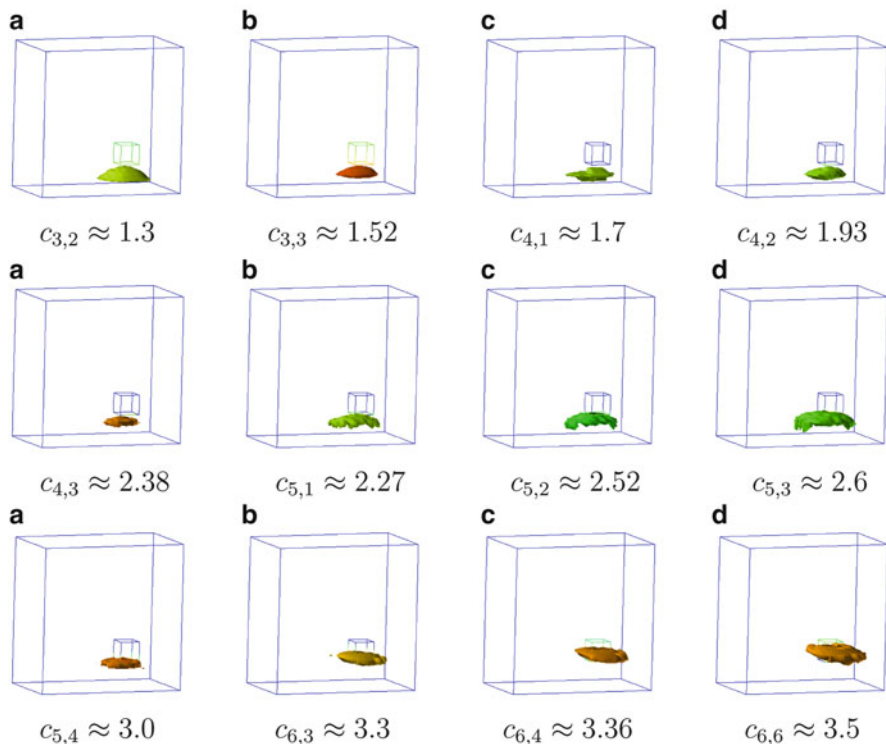 a b c d
c3,2 ≈ 1.3 c3,3 ≈ 1.52 c4,1 ≈ 1.7 c4,2 ≈ 1.93
a b c d
c4,3 ≈ 2.38 c5,1 ≈ 2.27 c5,2 ≈ 2.52 c5,3 ≈ 2.6
a b c d
c5,4 ≈ 3.0 c6,3 ≈ 3.3 c6,4 ≈ 3.36 c6,6 ≈ 3.5